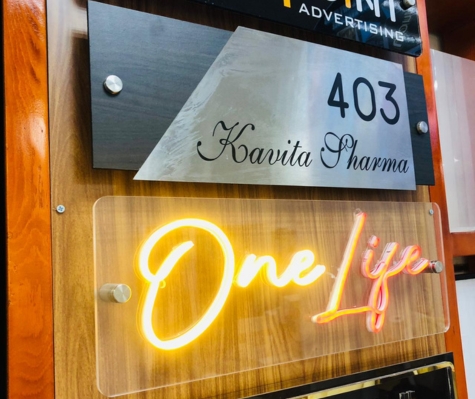 ADVERTISING
403
Kavita Sharma
One Life